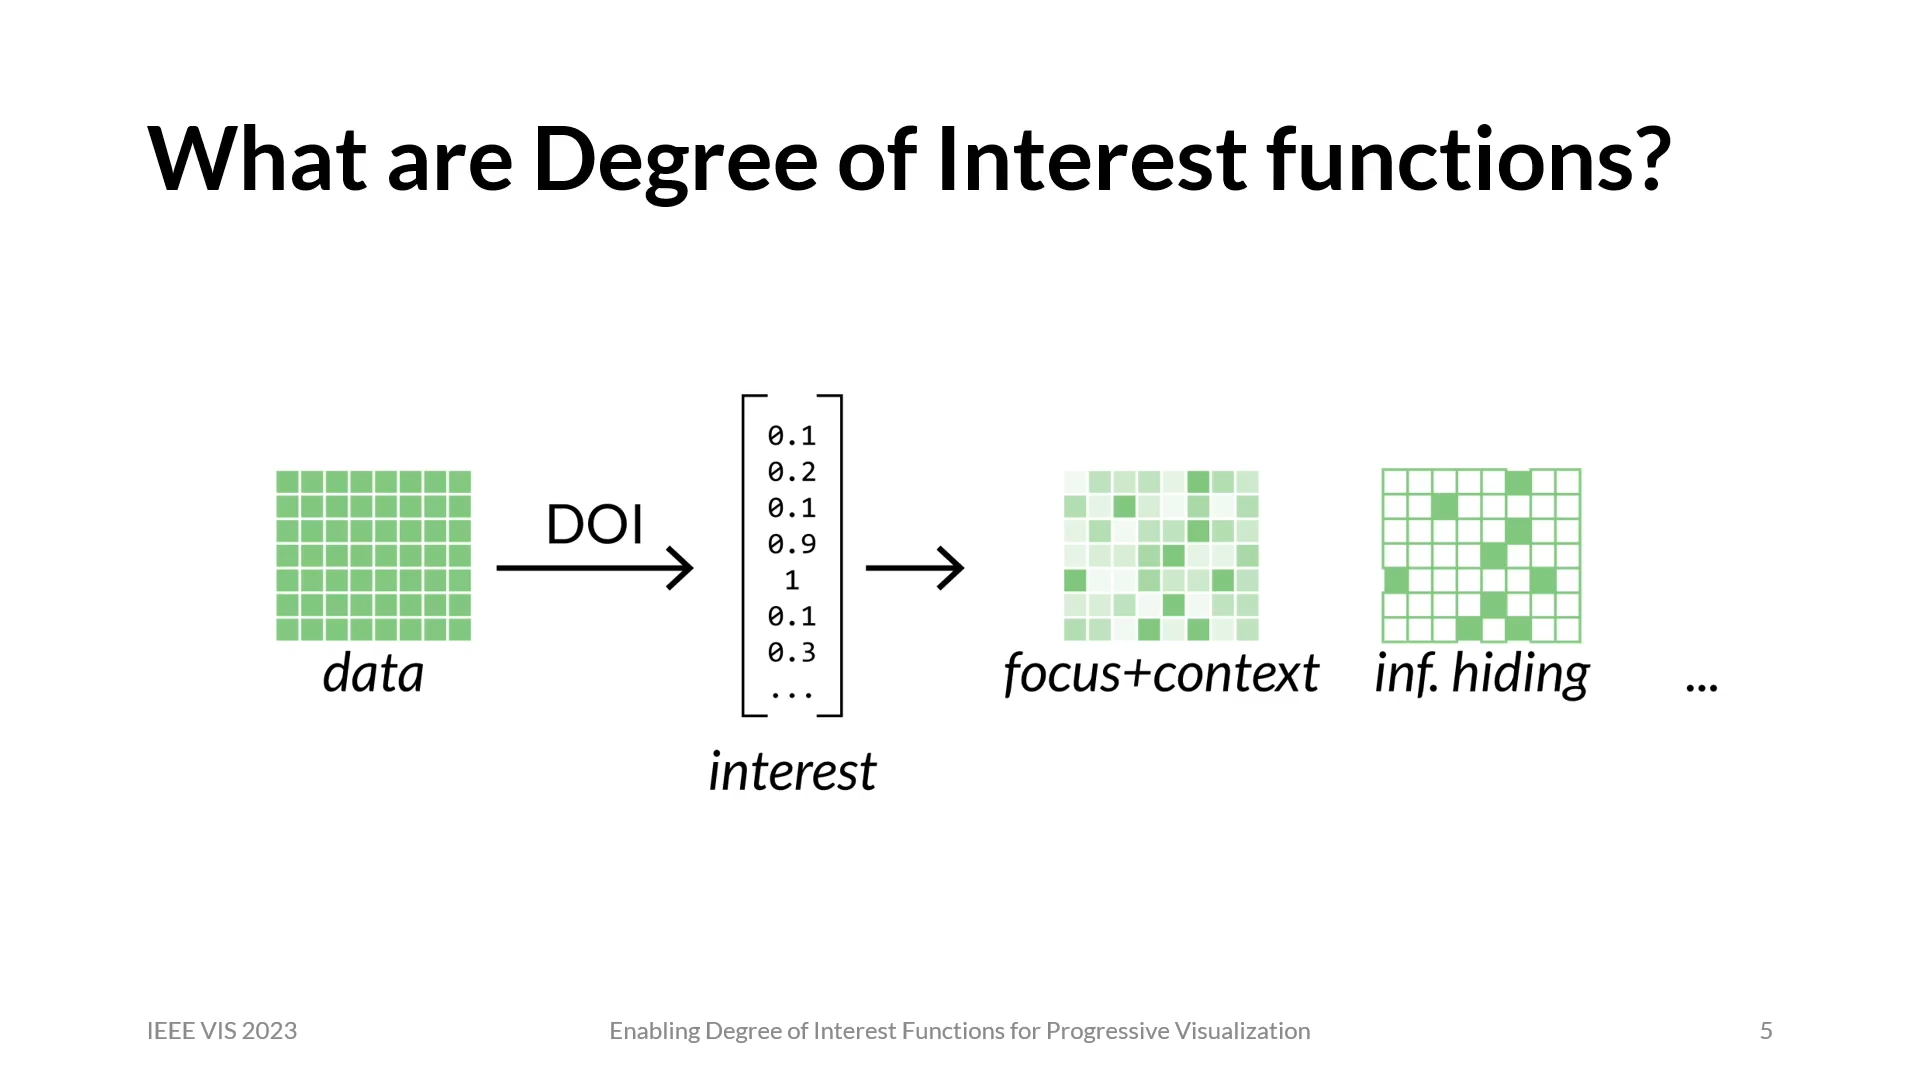 What are Degree of Interest functions?
data
DOI
0.1
0.2
0.1
0.9
1
0.1
0.3
...
interest
focus+context
inf. hiding
...
IEEE VIS 2023
Enabling Degree of Interest Functions for Progressive Visualization
5